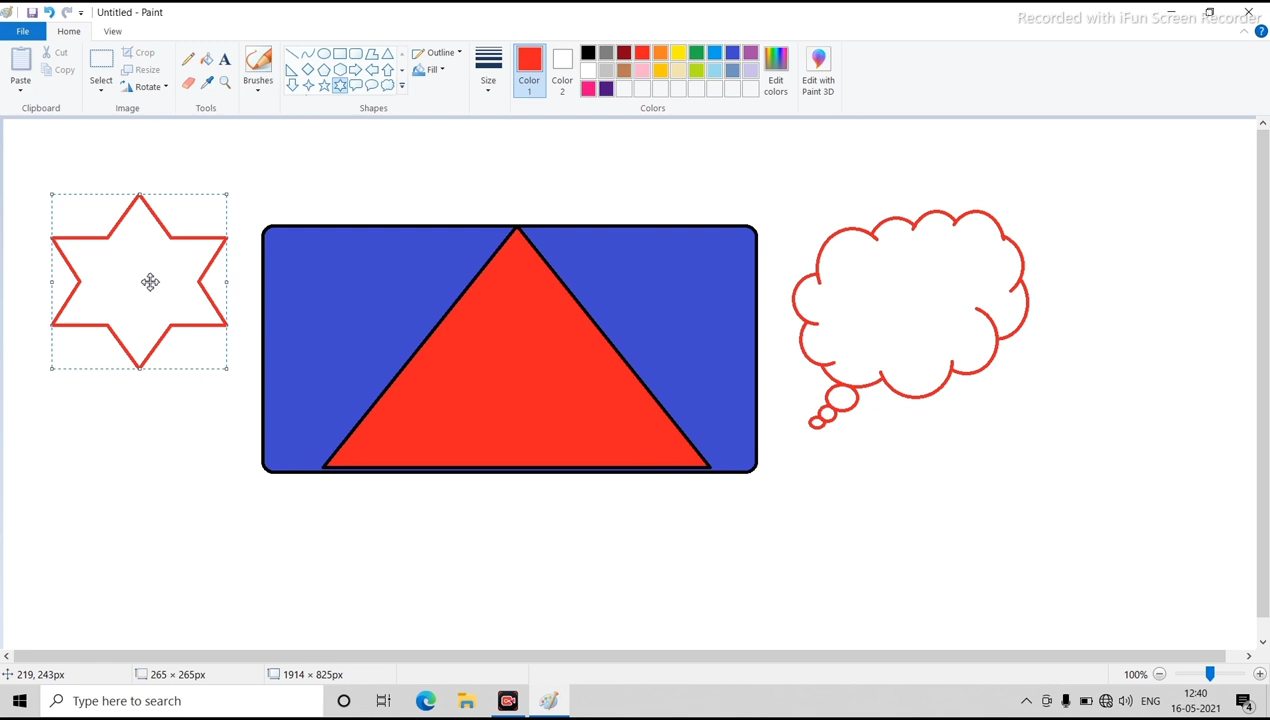 Untitled - Paint
Recorded with iFun Screen Recorder
File
Home
View
Paste
Cut
Copy
Clipboard
Select
Crop
Resize
Rotate
Image
A
Tools
Brushes
Outline
Fill
Shapes
Size
Color
1
Color
2
Edit
colors
Colors
Edit with
Paint 3D
219, 243px
265 × 265px
1914 × 825px
100%
Type here to search
ENG
12:40
16-05-2021
4